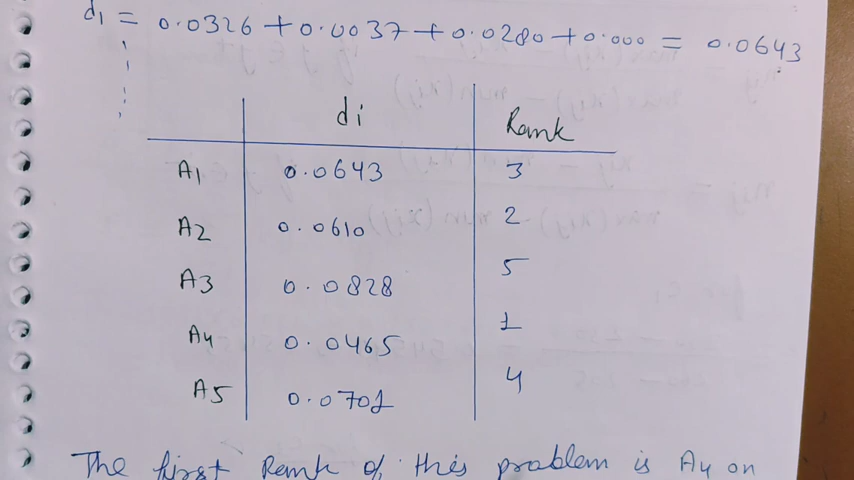 d1 = 0.0326 + 0.0037 + 0.0280 + 0.000 = 0.0643
di Rank
A1 0.0643 3
A2 0.0610 2
A3 0.0828 5
A4 0.0465 1
A5 0.0701 4
The first Rank of this problem is A4 on